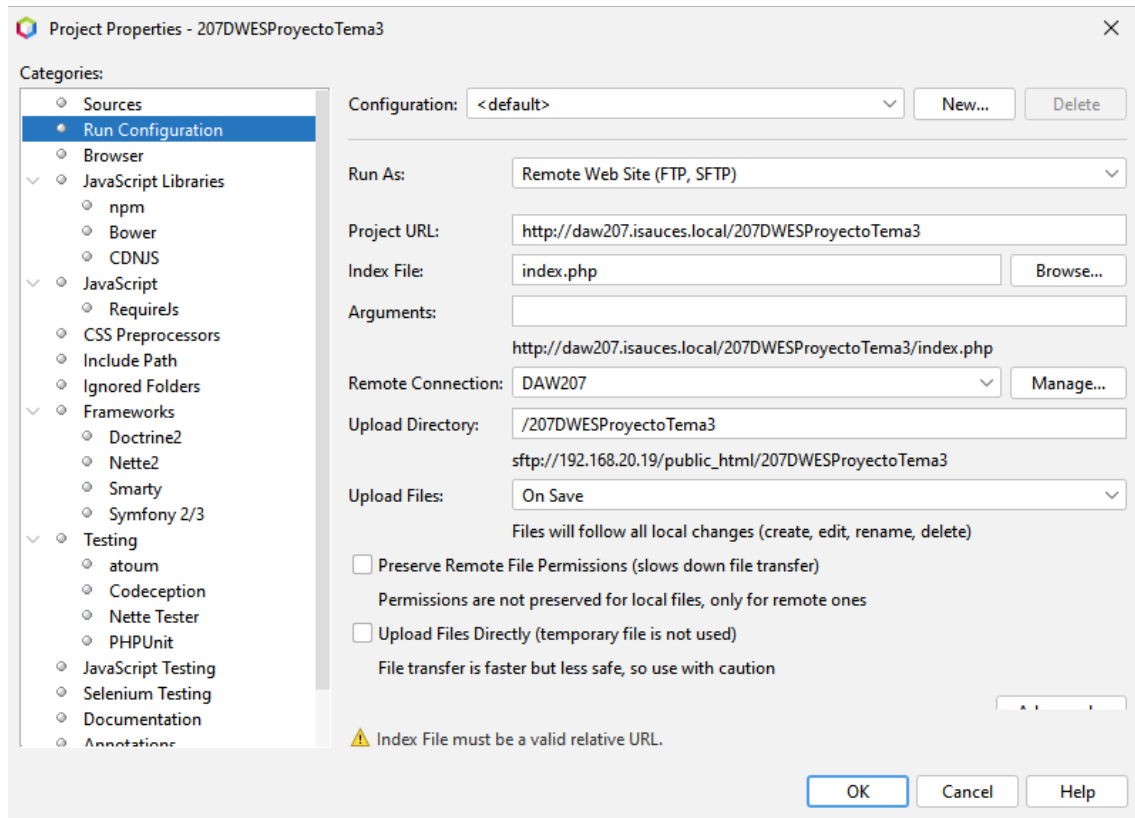 Project Properties - 207DWESProyectoTema3
Categories:
Sources
Run Configuration
Browser
JavaScript Libraries
npm
Bower
CDNJS
JavaScript
RequireJs
CSS Preprocessors
Include Path
Ignored Folders
Frameworks
Doctrine2
Nette2
Smarty
Symfony 2/3
Testing
atoum
Codeception
Nette Tester
PHPUnit
JavaScript Testing
Selenium Testing
Documentation
Annotations
Configuration: <default> New... Delete
Run As: Remote Web Site (FTP, SFTP)
Project URL: http://daw207.isauces.local/207DWESProyectoTema3
Index File: index.php Browse...
Arguments:
http://daw207.isauces.local/207DWESProyectoTema3/index.php
Remote Connection: DAW207 Manage...
Upload Directory: /207DWESProyectoTema3
sftp://192.168.20.19/public_html/207DWESProyectoTema3
Upload Files: On Save
Files will follow all local changes (create, edit, rename, delete)
Preserve Remote File Permissions (slows down file transfer)
Permissions are not preserved for local files, only for remote ones
Upload Files Directly (temporary file is not used)
File transfer is faster but less safe, so use with caution
Index File must be a valid relative URL.
OK Cancel Help